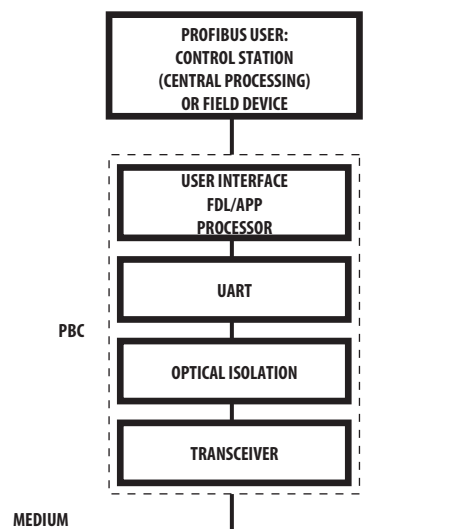 PROFIBUS USER:
CONTROL STATION
(CENTRAL PROCESSING)
OR FIELD DEVICE
USER INTERFACE
FDL/APP
PROCESSOR
UART
PBC
OPTICAL ISOLATION
TRANSCEIVER
MEDIUM